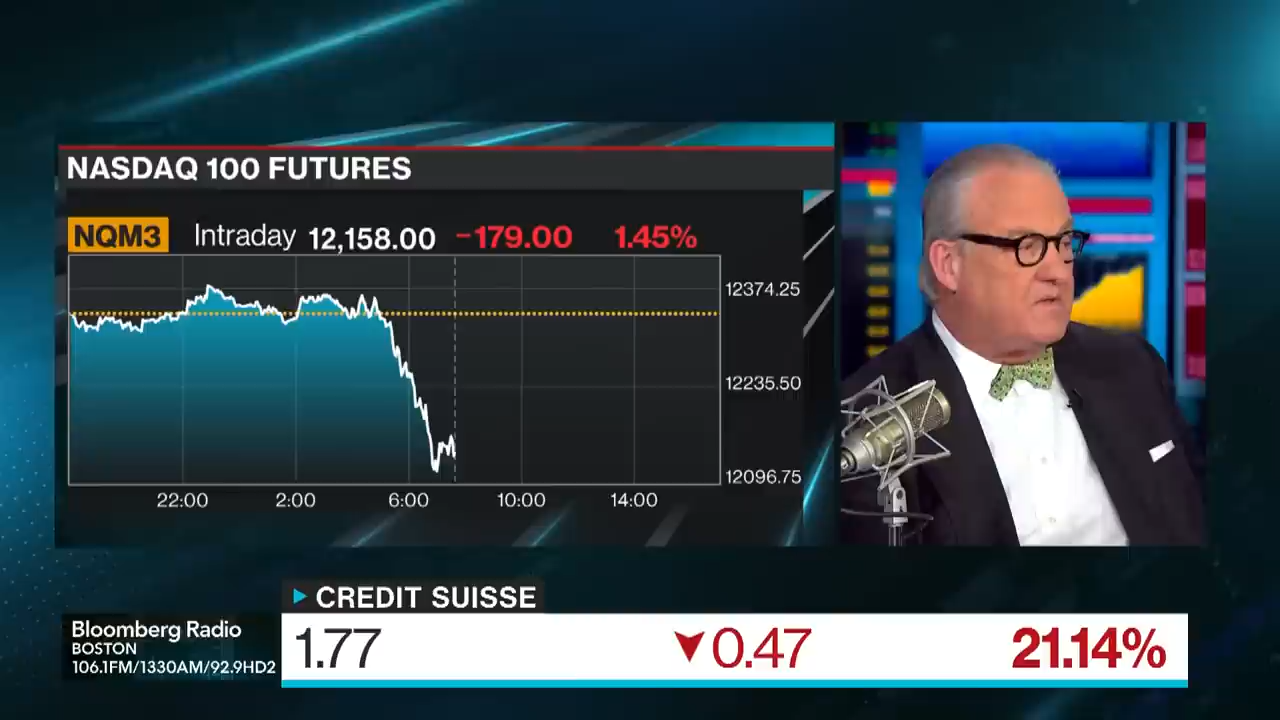 NASDAQ 100 FUTURES
NQM3 Intraday 12,158.00 −179.00 1.45%
12374.25
12235.50
12096.75
22:00 2:00 6:00 10:00 14:00
CREDIT SUISSE
1.77 ▼0.47 21.14%
Bloomberg Radio
BOSTON
106.1FM/1330AM/92.9HD2